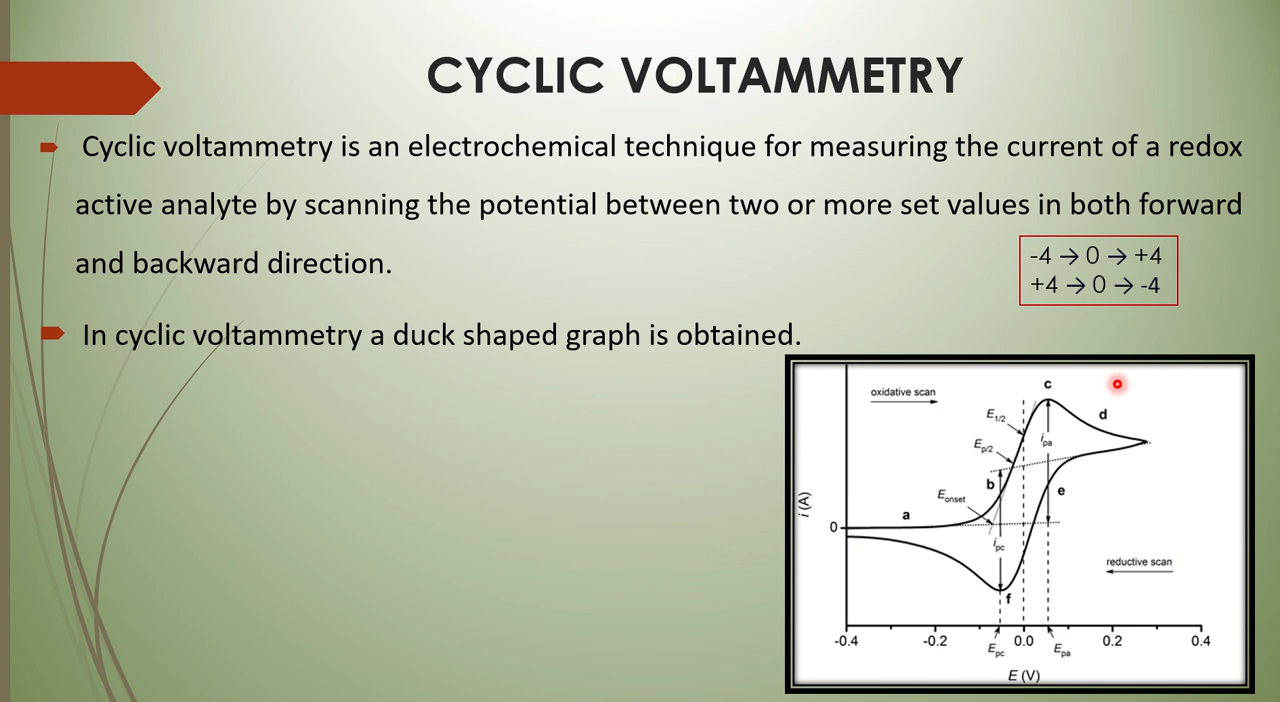 CYCLIC VOLTAMMETRY
Cyclic voltammetry is an electrochemical technique for measuring the current of a redox
active analyte by scanning the potential between two or more set values in both forward
and backward direction.
-4 → 0 → +4
+4 → 0 → -4
In cyclic voltammetry a duck shaped graph is obtained.
oxidative scan
c
d
E1/2
ipa
Ep/2
b
e
Eonset
a
i (A)
0
ipc
reductive scan
f
-0.4 -0.2 0.0 0.2 0.4
Epc Epa
E (V)